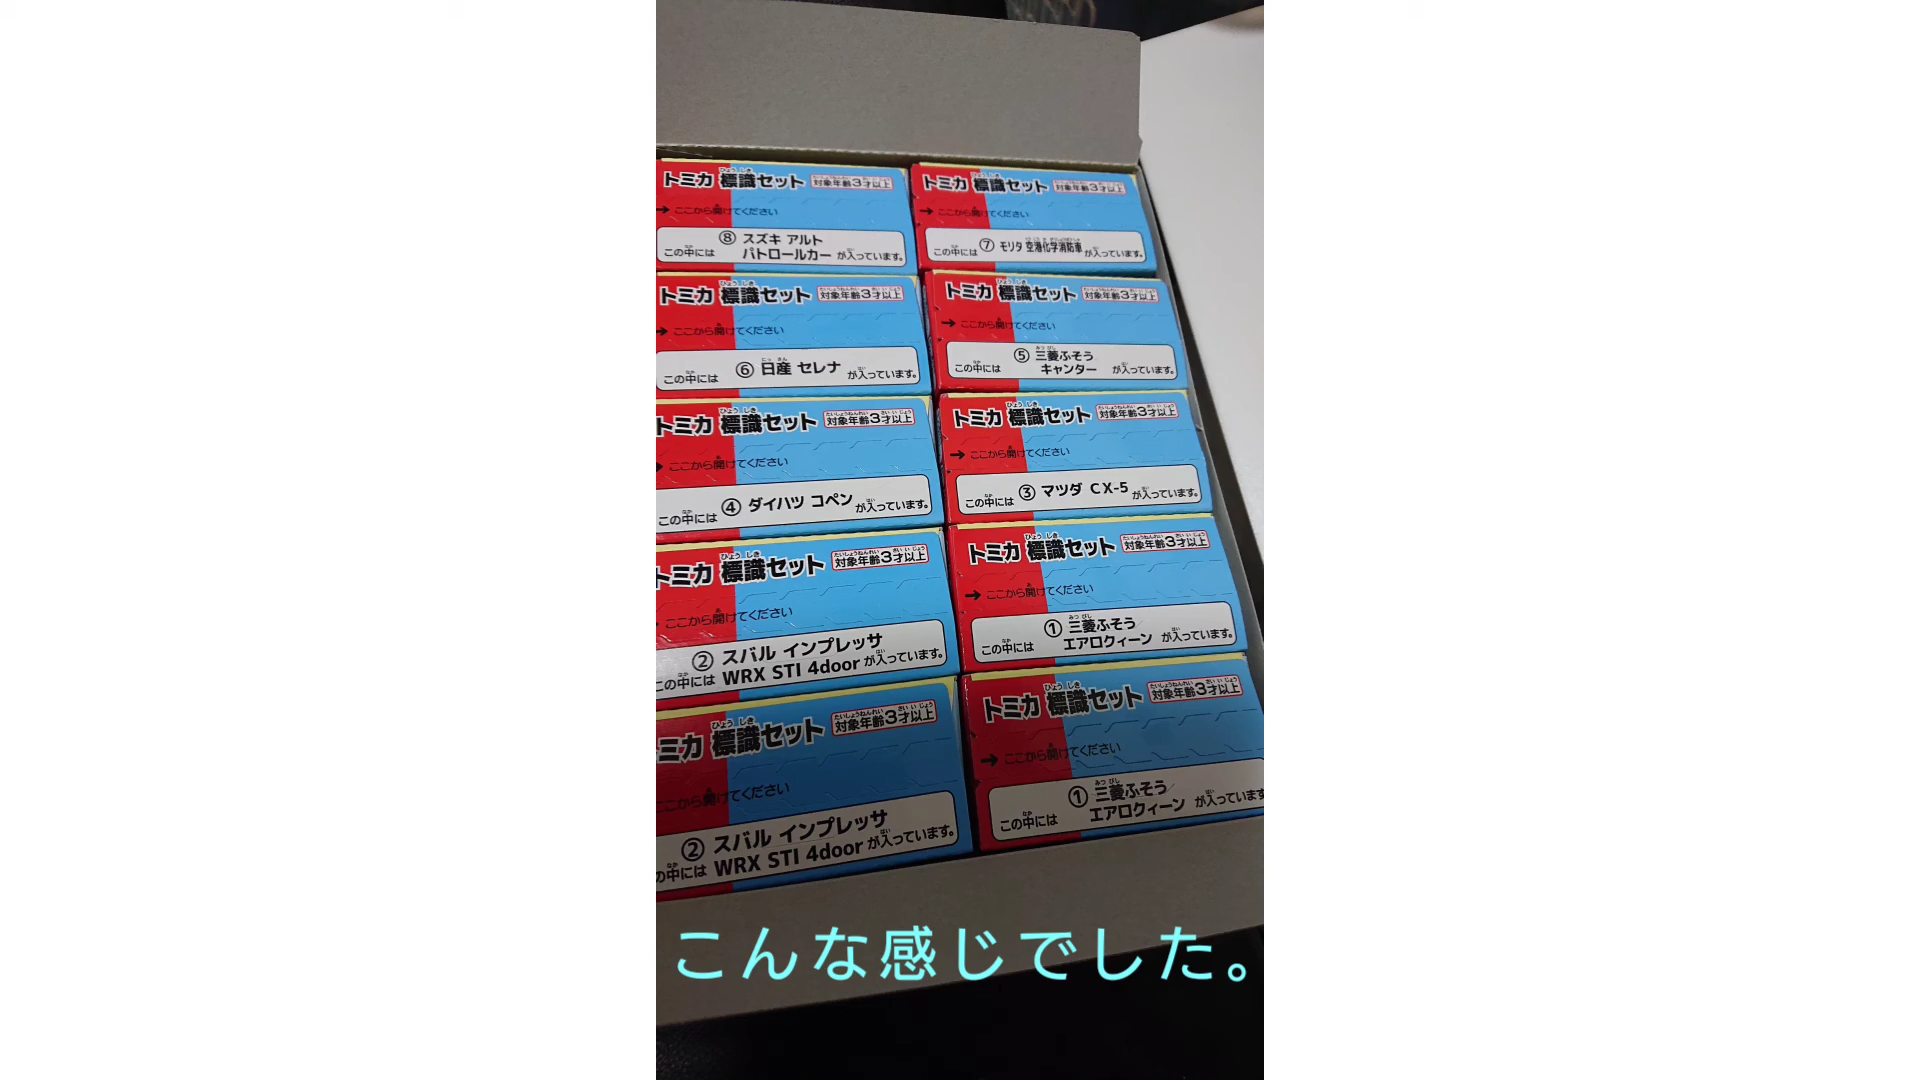 トミカ 標識セット 対象年齢3才以上
ここから開けてください
この中には ⑧ スズキ アルト パトロールカー が入っています。
トミカ 標識セット 対象年齢3才以上
ここから開けてください
この中には ⑦ モリタ 空港化学消防車 が入っています。
トミカ 標識セット 対象年齢3才以上
ここから開けてください
この中には ⑥ 日産 セレナ が入っています。
トミカ 標識セット 対象年齢3才以上
ここから開けてください
この中には ⑤ 三菱ふそう キャンター が入っています。
トミカ 標識セット 対象年齢3才以上
ここから開けてください
この中には ④ ダイハツ コペン が入っています。
トミカ 標識セット 対象年齢3才以上
ここから開けてください
この中には ③ マツダ CX-5 が入っています。
トミカ 標識セット 対象年齢3才以上
ここから開けてください
この中には ② スバル インプレッサ WRX STI 4door が入っています。
トミカ 標識セット 対象年齢3才以上
ここから開けてください
この中には ① 三菱ふそう エアロクィーン が入っています。
ミカ 標識セット 対象年齢3才以上
ここから開けてください
の中には ② スバル インプレッサ WRX STI 4door が入っています。
トミカ 標識セット 対象年齢3才以上
ここから開けてください
この中には ① 三菱ふそう エアロクィーン が入っています
こんな感じでした。